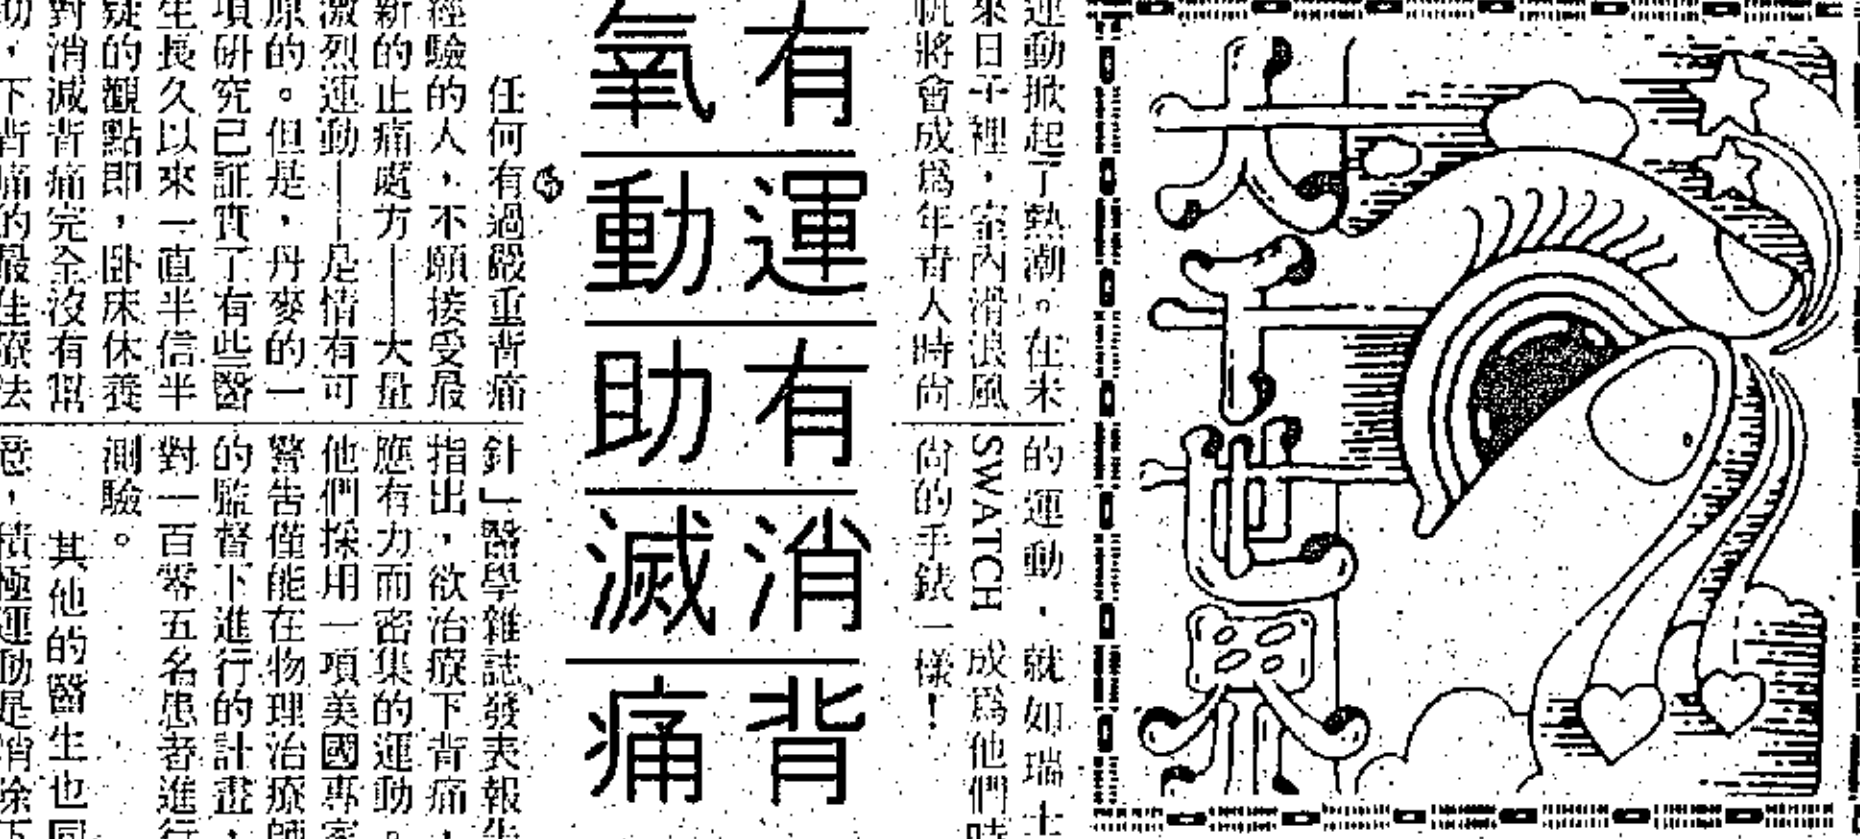 大千世界
運動掀起了熱潮。在未
來日子裡，室內滑浪風
帆將會成爲年青人時尚
的運動，就如瑞士
SWATCH 成爲他們時
尚的手錶一樣！
有氧
運動
有助
消滅
背痛
任何有過嚴重背痛
經驗的人，不願接受最
新的止痛處方——大量
激烈運動——是情有可
原的。但是，丹麥的一
項研究已証實了有些醫
生長久以來一直半信半
疑的觀點即，臥床休養
對消滅背痛完全沒有幫
助，下背痛的最佳療法
針」醫學雜誌發表報告
指出，欲治療下背痛，
應有力而密集的運動。
他們採用一項美國專家
警告僅能在物理治療師
的監督下進行的計畫，
對一百零五名患者進行
測驗。
其他的醫生也同
意，積極運動是消除下